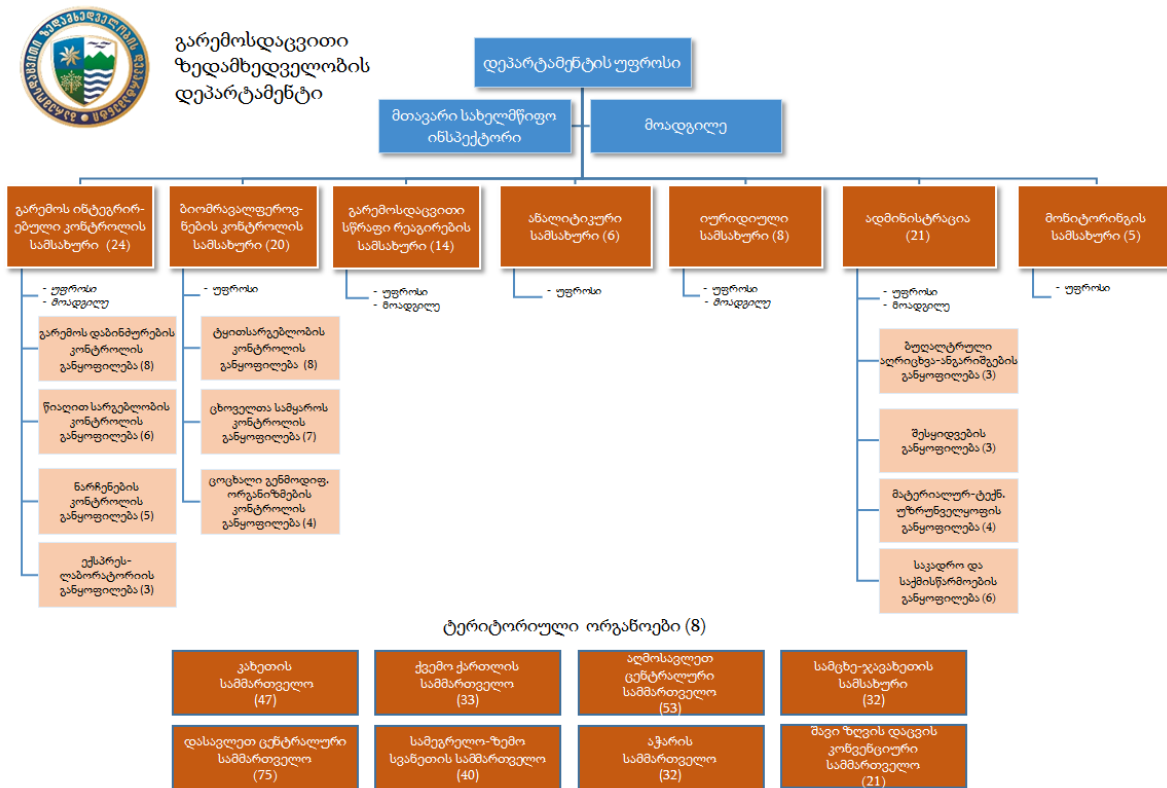 გარემოსდაცვითი
ზედამხედველობის
დეპარტამენტი
დეპარტამენტის უფროსი
მთავარი სახელმწიფო
ინსპექტორი
მოადგილე
გარემოს ინტეგრირ-
ებული კონტროლის
სამსახური (24)
ბიომრავალფეროვ-
ნების კონტროლის
სამსახური (20)
გარემოსდაცვითი
სწრაფი რეაგირების
სამსახური (14)
ანალიტიკური
სამსახური (6)
იურიდიული
სამსახური (8)
ადმინისტრაცია
(21)
მონიტორინგის
სამსახური (5)
- უფროსი
- მოადგილე
- უფროსი
- უფროსი
- მოადგილე
- უფროსი
- უფროსი
- მოადგილე
- უფროსი
- მოადგილე
- უფროსი
გარემოს დაბინძურების
კონტროლის
განყოფილება (8)
წიაღით სარგებლობის
კონტროლის
განყოფილება (6)
ნარჩენების
კონტროლის
განყოფილება (5)
ექსპრეს-
ლაბორატორიის
განყოფილება (3)
ტყითსარგებლობის
კონტროლის
განყოფილება (8)
ცხოველთა სამყაროს
კონტროლის
განყოფილება (7)
ცოცხალი გენმოდიფ.
ორგანიზმების
კონტროლის
განყოფილება (4)
ბუღალტრული
აღრიცხვა-ანგარიშგების
განყოფილება (3)
შესყიდვების
განყოფილება (3)
მატერიალურ-ტექნ.
უზრუნველყოფის
განყოფილება (4)
საკადრო და
საქმისწარმოების
განყოფილება (6)
ტერიტორიული ორგანოები (8)
კახეთის
სამმართველო
(47)
ქვემო ქართლის
სამმართველო
(33)
აღმოსავლეთ
ცენტრალური
სამმართველო
(53)
სამცხე-ჯავახეთის
სამსახური
(32)
დასავლეთ ცენტრალური
სამმართველო
(75)
სამეგრელო-ზემო
სვანეთის სამმართველო
(40)
აჭარის
სამმართველო
(32)
შავი ზღვის დაცვის
კონვენციური
სამმართველო
(21)